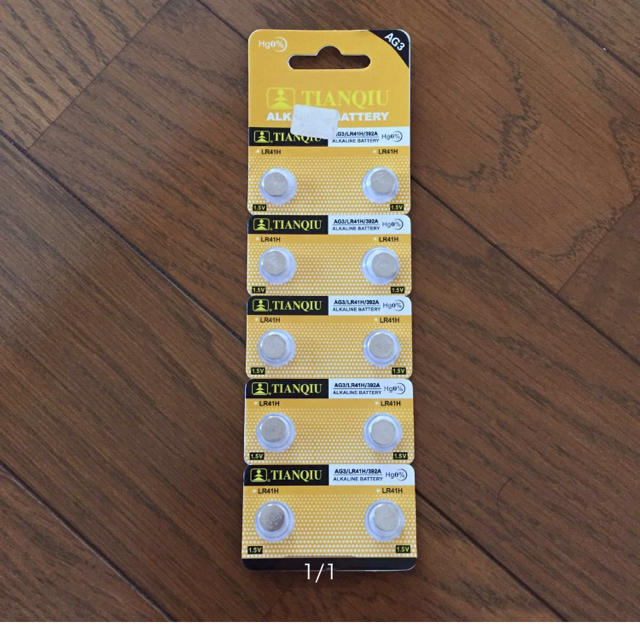 Hg0%
AG3
TIANQIU
ALK BATTERY
TIANQIU AG3/LR41H/392A Hg0%
ALKALINE BATTERY
LR41H LR41H
1.5V 1.5V
TIANQIU AG3/LR41H/392A Hg0%
ALKALINE BATTERY
LR41H LR41H
1.5V 1.5V
TIANQIU AG3/LR41H/392A Hg0%
ALKALINE BATTERY
LR41H LR41H
1.5V 1.5V
TIANQIU AG3/LR41H/392A Hg0%
ALKALINE BATTERY
LR41H LR41H
1.5V 1.5V
TIANQIU AG3/LR41H/392A Hg0%
ALKALINE BATTERY
LR41H LR41H
1.5V 1.5V
1/1